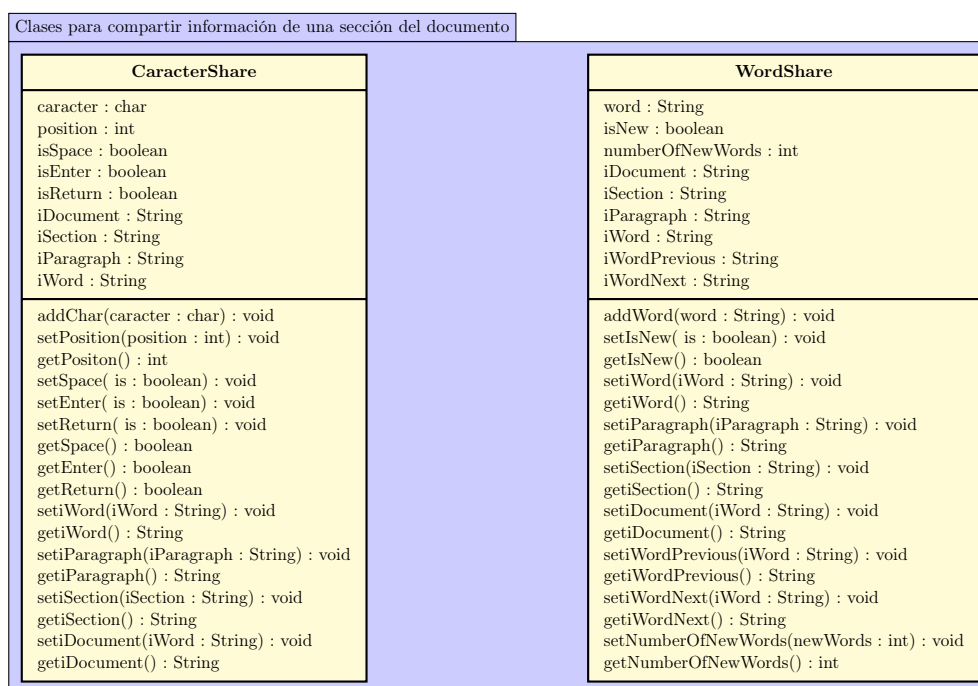 Clases para compartir información de una sección del documento
CaracterShare
caracter : char
position : int
isSpace : boolean
isEnter : boolean
isReturn : boolean
iDocument : String
iSection : String
iParagraph : String
iWord : String
addChar(caracter : char) : void
setPosition(position : int) : void
getPositon() : int
setSpace( is : boolean) : void
setEnter( is : boolean) : void
setReturn( is : boolean) : void
getSpace() : boolean
getEnter() : boolean
getReturn() : boolean
setiWord(iWord : String) : void
getiWord() : String
setiParagraph(iParagraph : String) : void
getiParagraph() : String
setiSection(iSection : String) : void
getiSection() : String
setiDocument(iWord : String) : void
getiDocument() : String
WordShare
word : String
isNew : boolean
numberOfNewWords : int
iDocument : String
iSection : String
iParagraph : String
iWord : String
iWordPrevious : String
iWordNext : String
addWord(word : String) : void
setIsNew( is : boolean) : void
getIsNew() : boolean
setiWord(iWord : String) : void
getiWord() : String
setiParagraph(iParagraph : String) : void
getiParagraph() : String
setiSection(iSection : String) : void
getiSection() : String
setiDocument(iWord : String) : void
getiDocument() : String
setiWordPrevious(iWord : String) : void
getiWordPrevious() : String
setiWordNext(iWord : String) : void
getiWordNext() : String
setNumberOfNewWords(newWords : int) : void
getNumberOfNewWords() : int